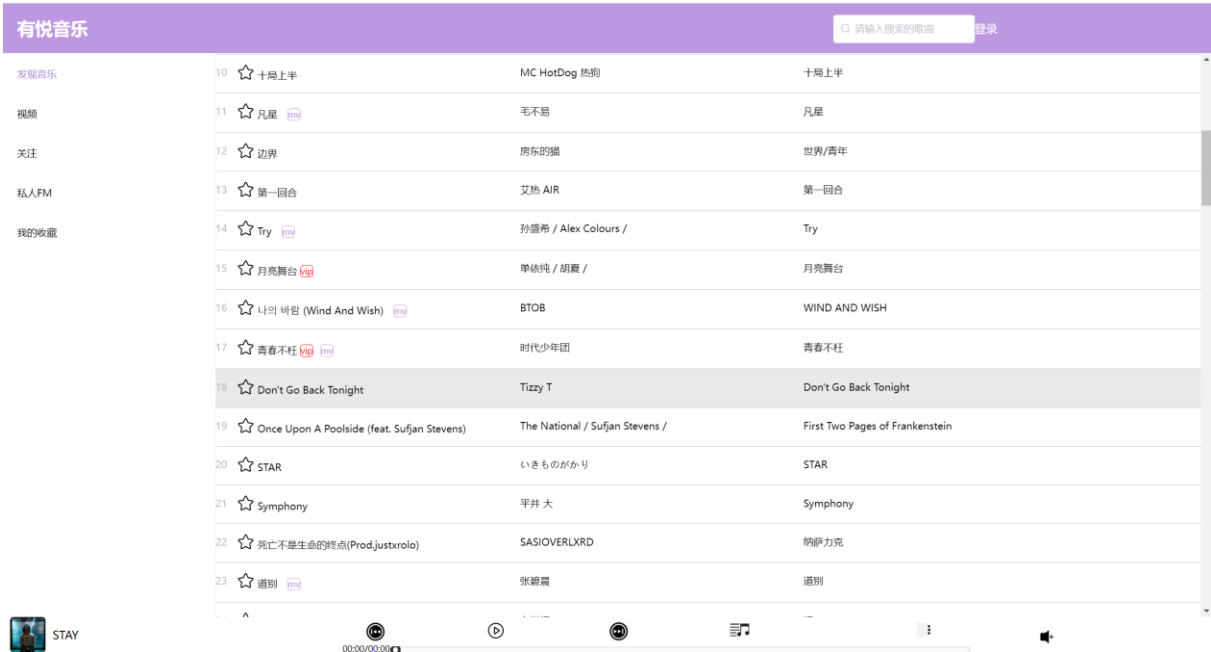 有悦音乐
请输入搜索的歌曲 登录
发现音乐
视频
关注
私人FM
我的收藏
10 十局上半 MC HotDog 热狗 十局上半
11 凡星 mv 毛不易 凡星
12 边界 房东的猫 世界/青年
13 第一回合 艾热 AIR 第一回合
14 Try mv 孙盛希 / Alex Colours / Try
15 月亮舞台 vip 单依纯 / 胡夏 / 月亮舞台
16 나의 바람 (Wind And Wish) mv BTOB WIND AND WISH
17 青春不枉 vip mv 时代少年团 青春不枉
18 Don't Go Back Tonight Tizzy T Don't Go Back Tonight
19 Once Upon A Poolside (feat. Sufjan Stevens) The National / Sufjan Stevens / First Two Pages of Frankenstein
20 STAR いきものがかり STAR
21 Symphony 平井 大 Symphony
22 死亡不是生命的终点(Prod.justxrolo) SASIOVERLXRD 纳萨力克
23 道别 mv 张碧晨 道别
STAY
00:00/00:00